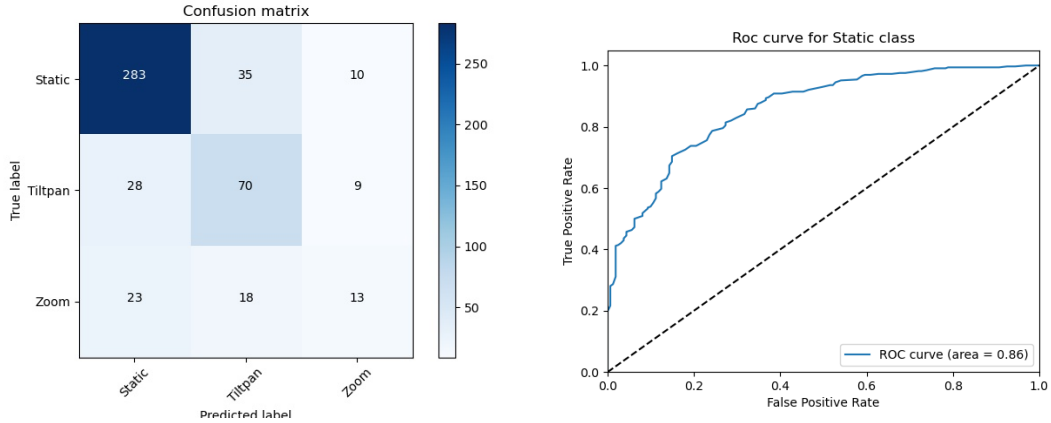 Confusion matrix
Static
283
35
10
Tiltpan
28
70
9
Zoom
23
18
13
Static
Tiltpan
Zoom
True label
Predicted label
250
200
150
100
50
Roc curve for Static class
1.0
0.8
0.6
0.4
0.2
0.0
True Positive Rate
ROC curve (area = 0.86)
0.0
0.2
0.4
0.6
0.8
1.0
False Positive Rate